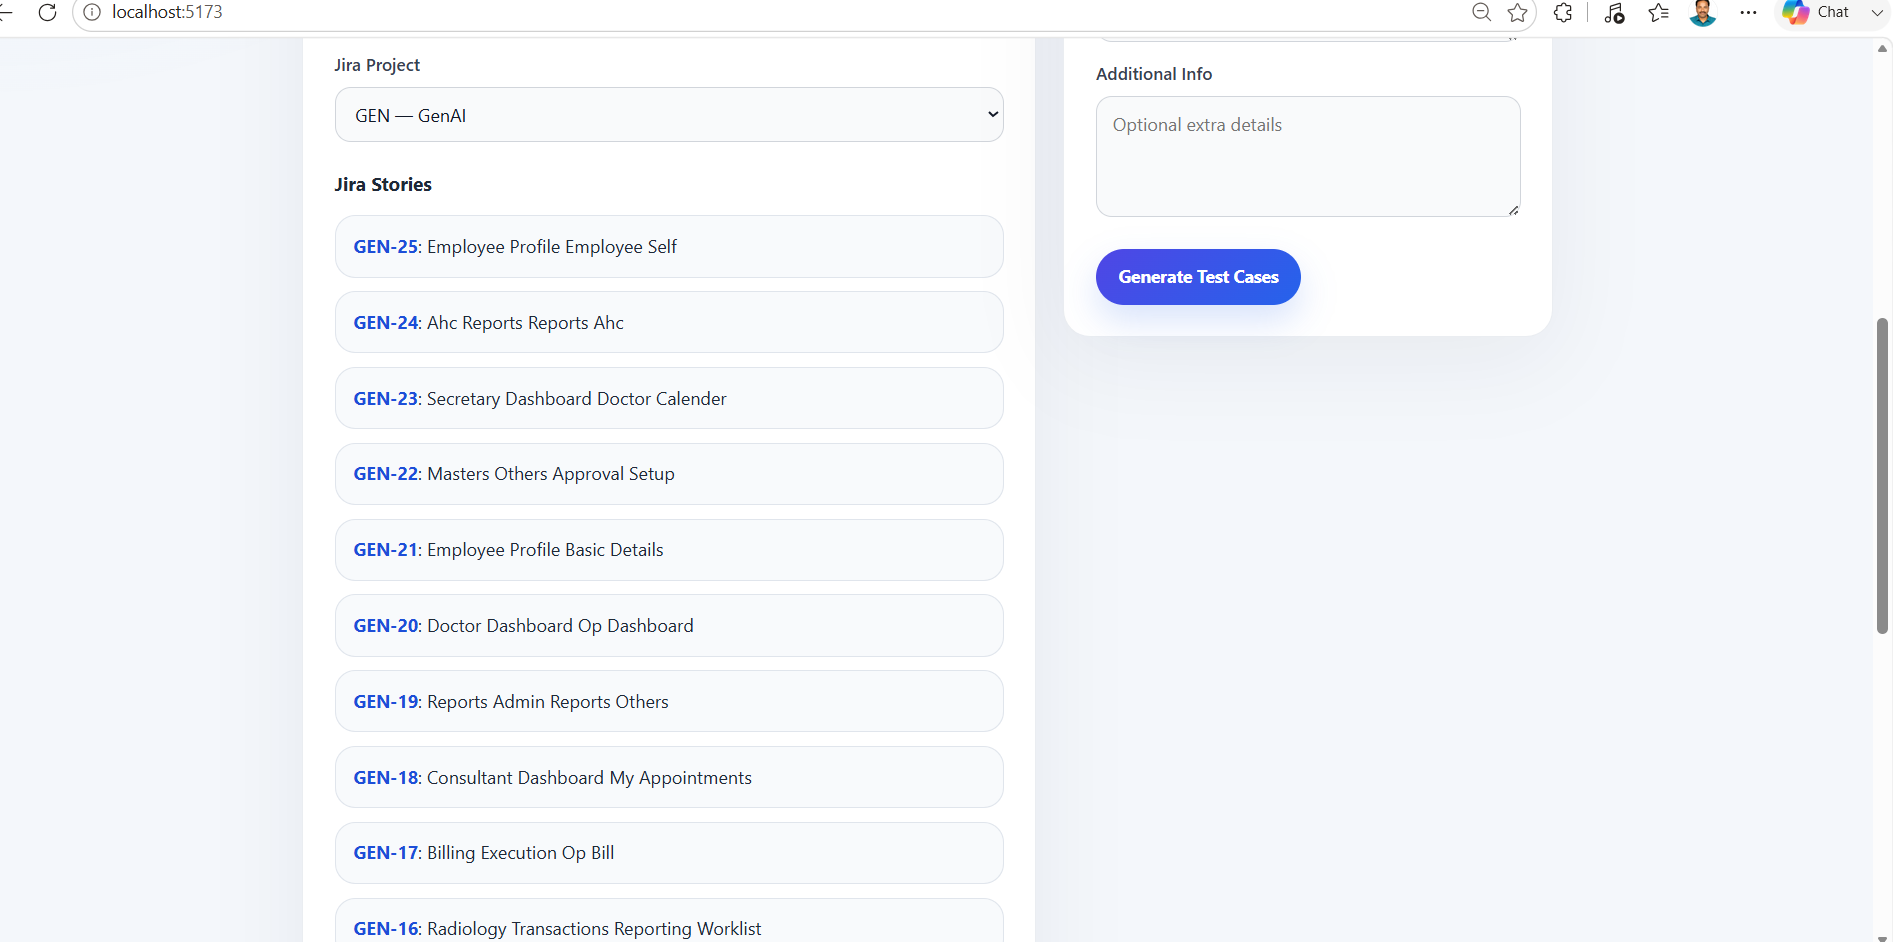 localhost:5173
Chat
Jira Project
GEN — GenAI
Jira Stories
GEN-25: Employee Profile Employee Self
GEN-24: Ahc Reports Reports Ahc
GEN-23: Secretary Dashboard Doctor Calender
GEN-22: Masters Others Approval Setup
GEN-21: Employee Profile Basic Details
GEN-20: Doctor Dashboard Op Dashboard
GEN-19: Reports Admin Reports Others
GEN-18: Consultant Dashboard My Appointments
GEN-17: Billing Execution Op Bill
GEN-16: Radiology Transactions Reporting Worklist
Additional Info
Optional extra details
Generate Test Cases